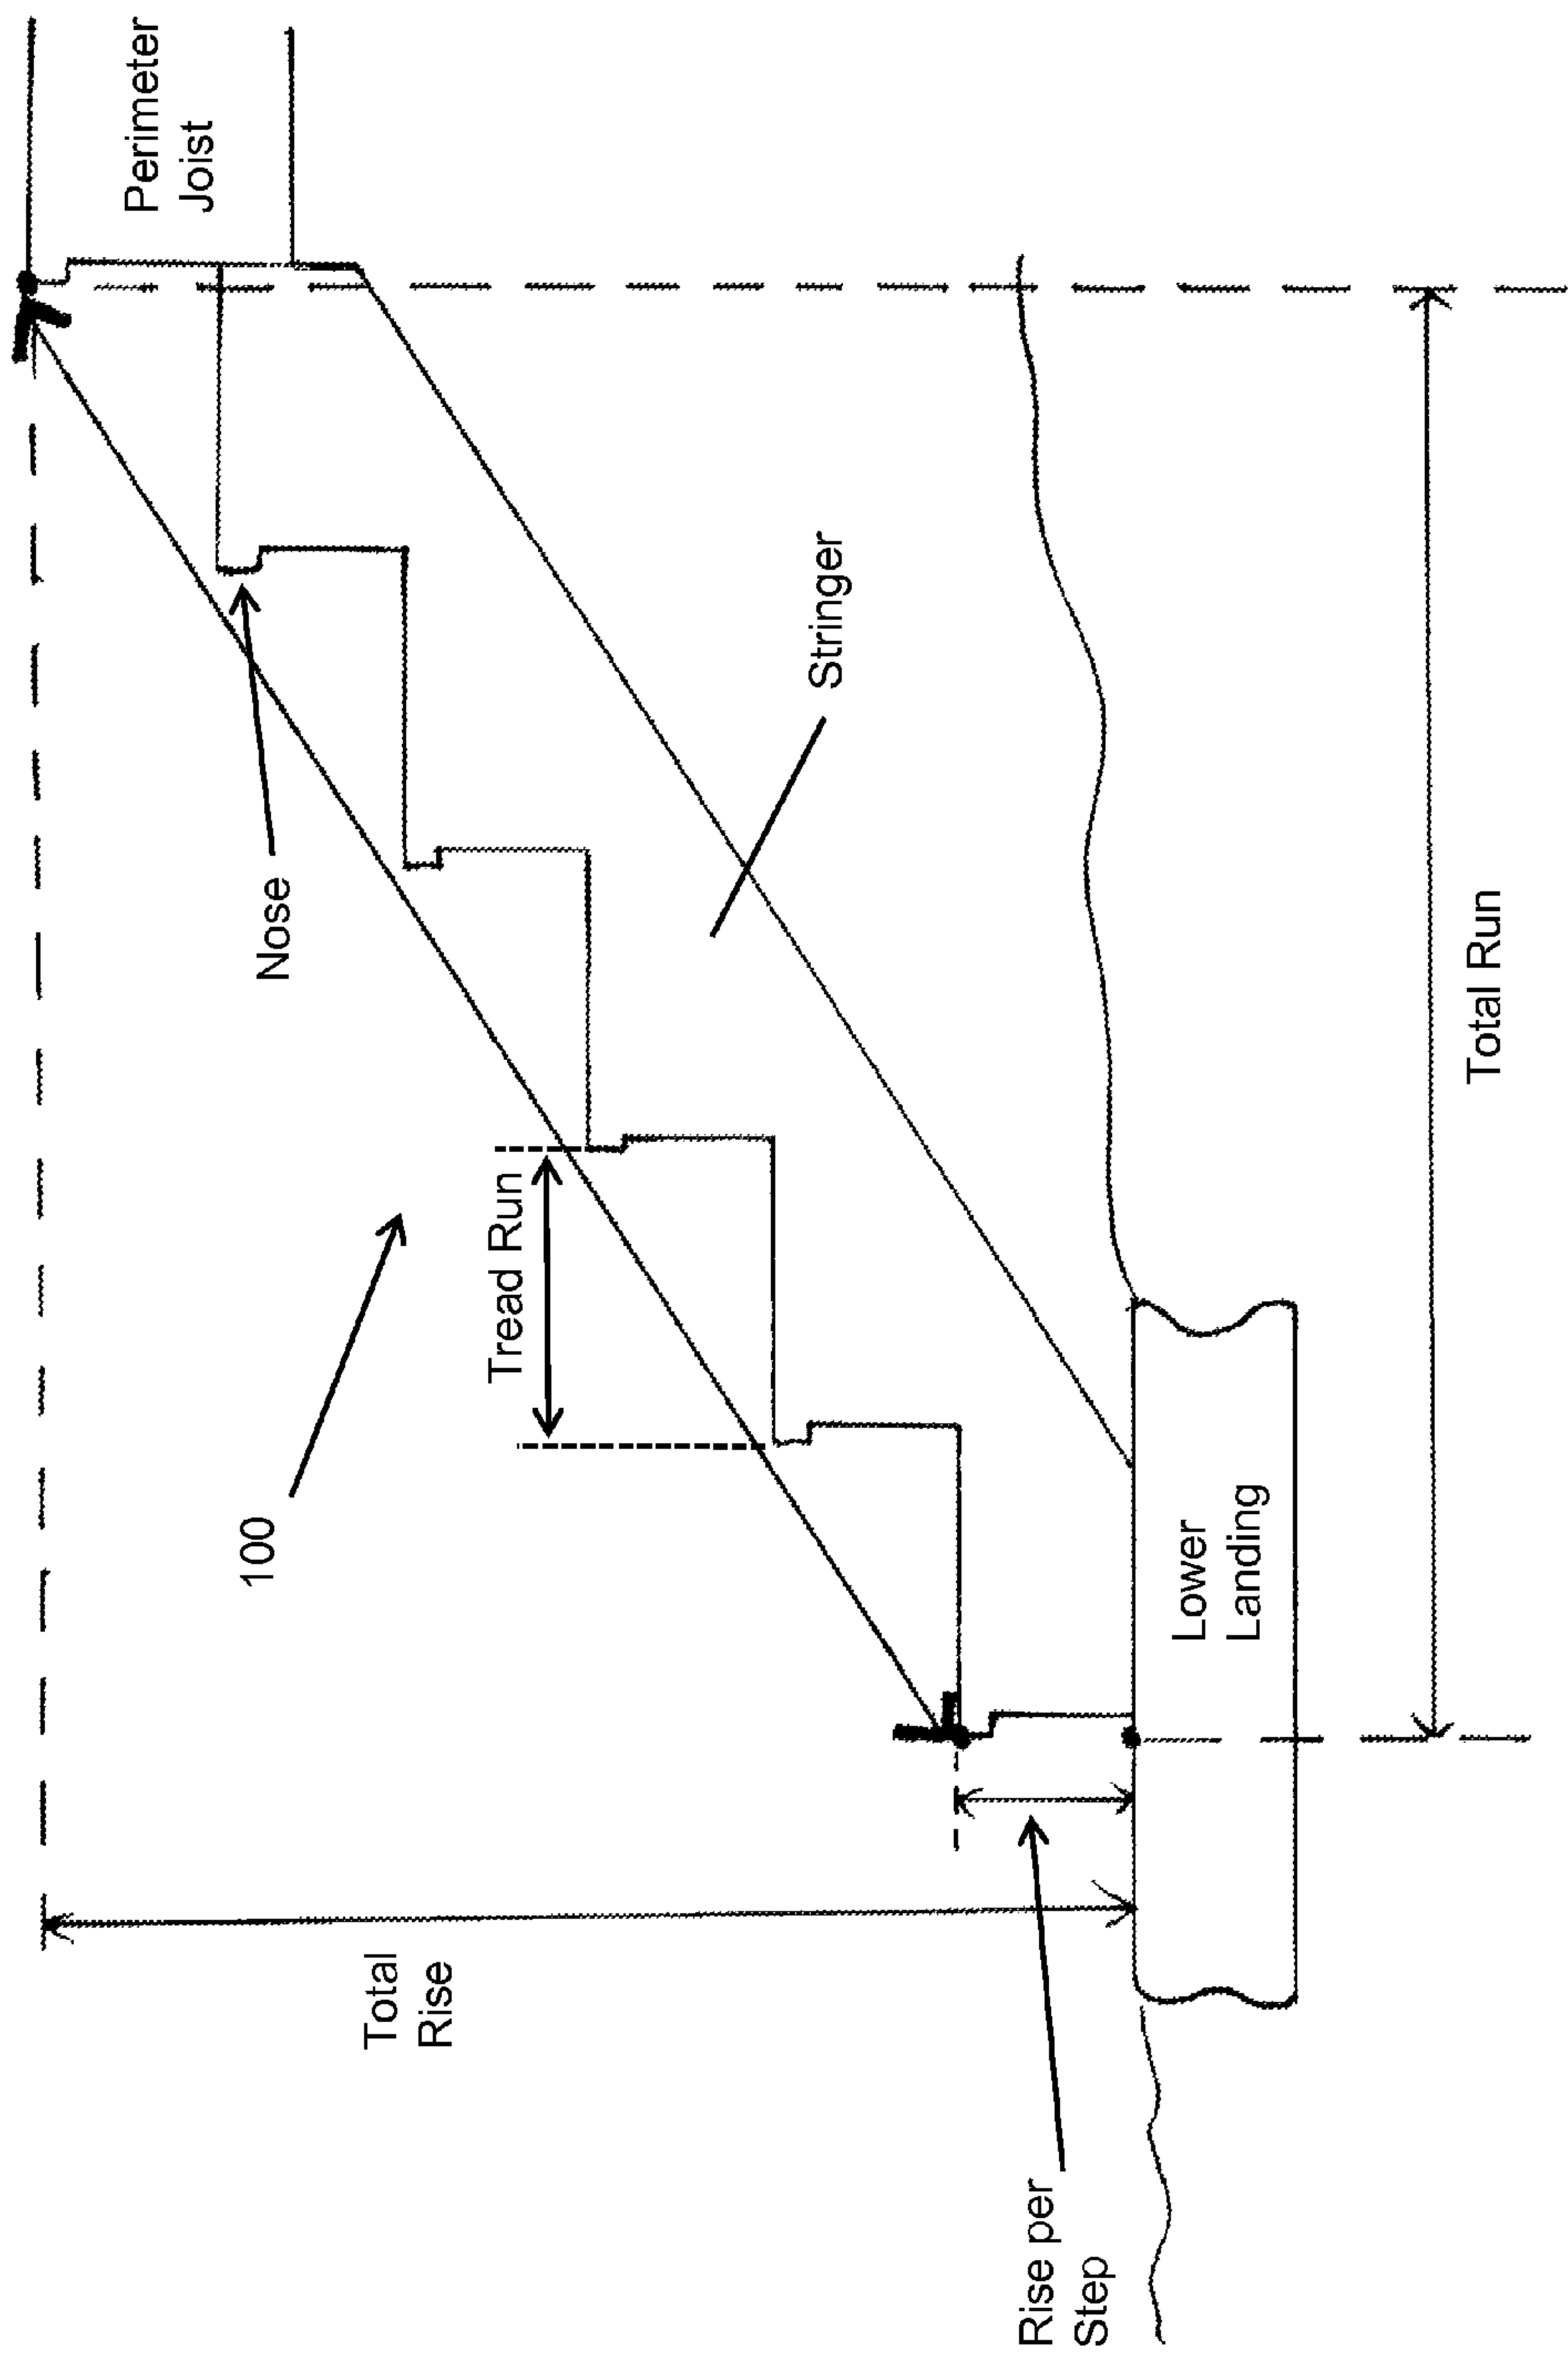 Perimeter
Joist
Nose
100
Tread Run
Stringer
Total
Rise
Rise per
Step
Lower
Landing
Total Run